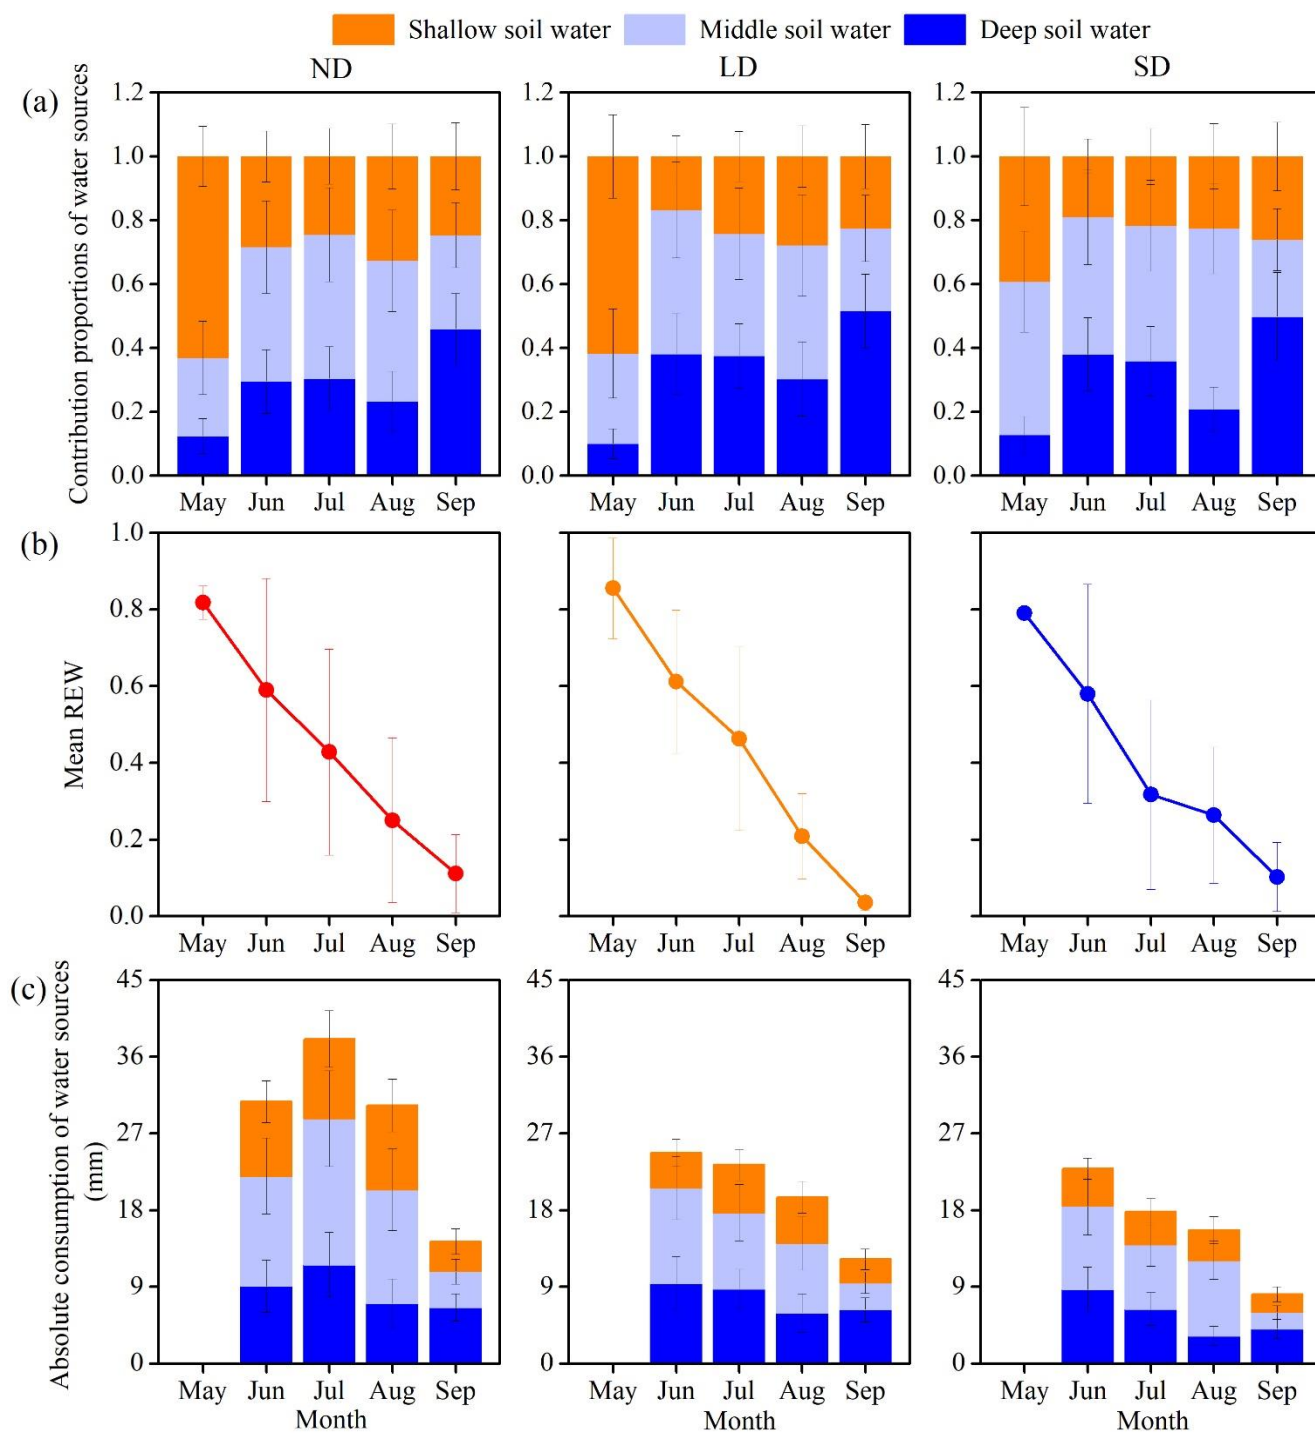 Shallow soil water Middle soil water Deep soil water
ND LD SD
(a)
Contribution proportions of water sources
1.2 1.2 1.2
1.0 1.0 1.0
0.8 0.8 0.8
0.6 0.6 0.6
0.4 0.4 0.4
0.2 0.2 0.2
0.0 0.0 0.0
May Jun Jul Aug Sep May Jun Jul Aug Sep May Jun Jul Aug Sep
(b)
Mean REW
1.0
0.8
0.6
0.4
0.2
0.0
May Jun Jul Aug Sep May Jun Jul Aug Sep May Jun Jul Aug Sep
(c)
Absolute consumption of water sources
(mm)
45 45 45
36 36 36
27 27 27
18 18 18
9 9 9
0 0 0
May Jun Jul Aug Sep May Jun Jul Aug Sep May Jun Jul Aug Sep
Month Month Month